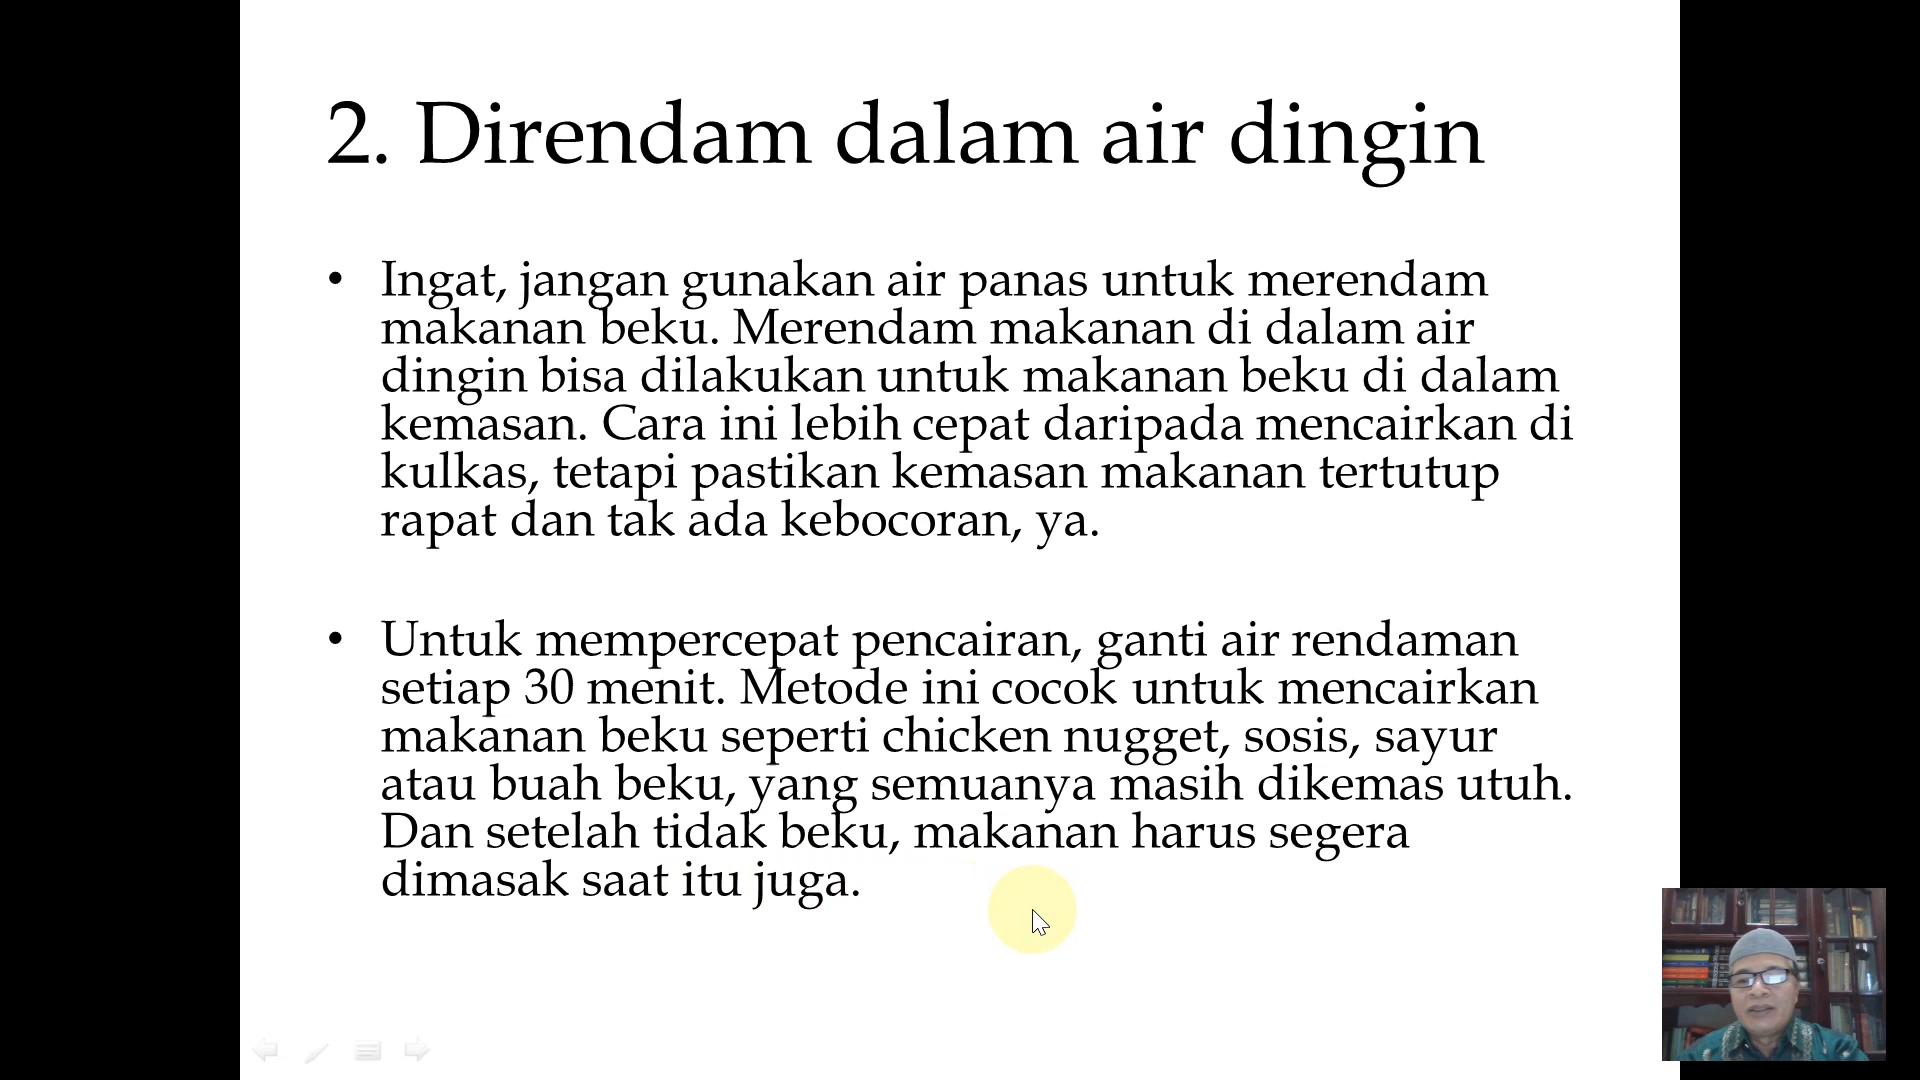 2. Direndam dalam air dingin
• Ingat, jangan gunakan air panas untuk merendam
makanan beku. Merendam makanan di dalam air
dingin bisa dilakukan untuk makanan beku di dalam
kemasan. Cara ini lebih cepat daripada mencairkan di
kulkas, tetapi pastikan kemasan makanan tertutup
rapat dan tak ada kebocoran, ya.
• Untuk mempercepat pencairan, ganti air rendaman
setiap 30 menit. Metode ini cocok untuk mencairkan
makanan beku seperti chicken nugget, sosis, sayur
atau buah beku, yang semuanya masih dikemas utuh.
Dan setelah tidak beku, makanan harus segera
dimasak saat itu juga.